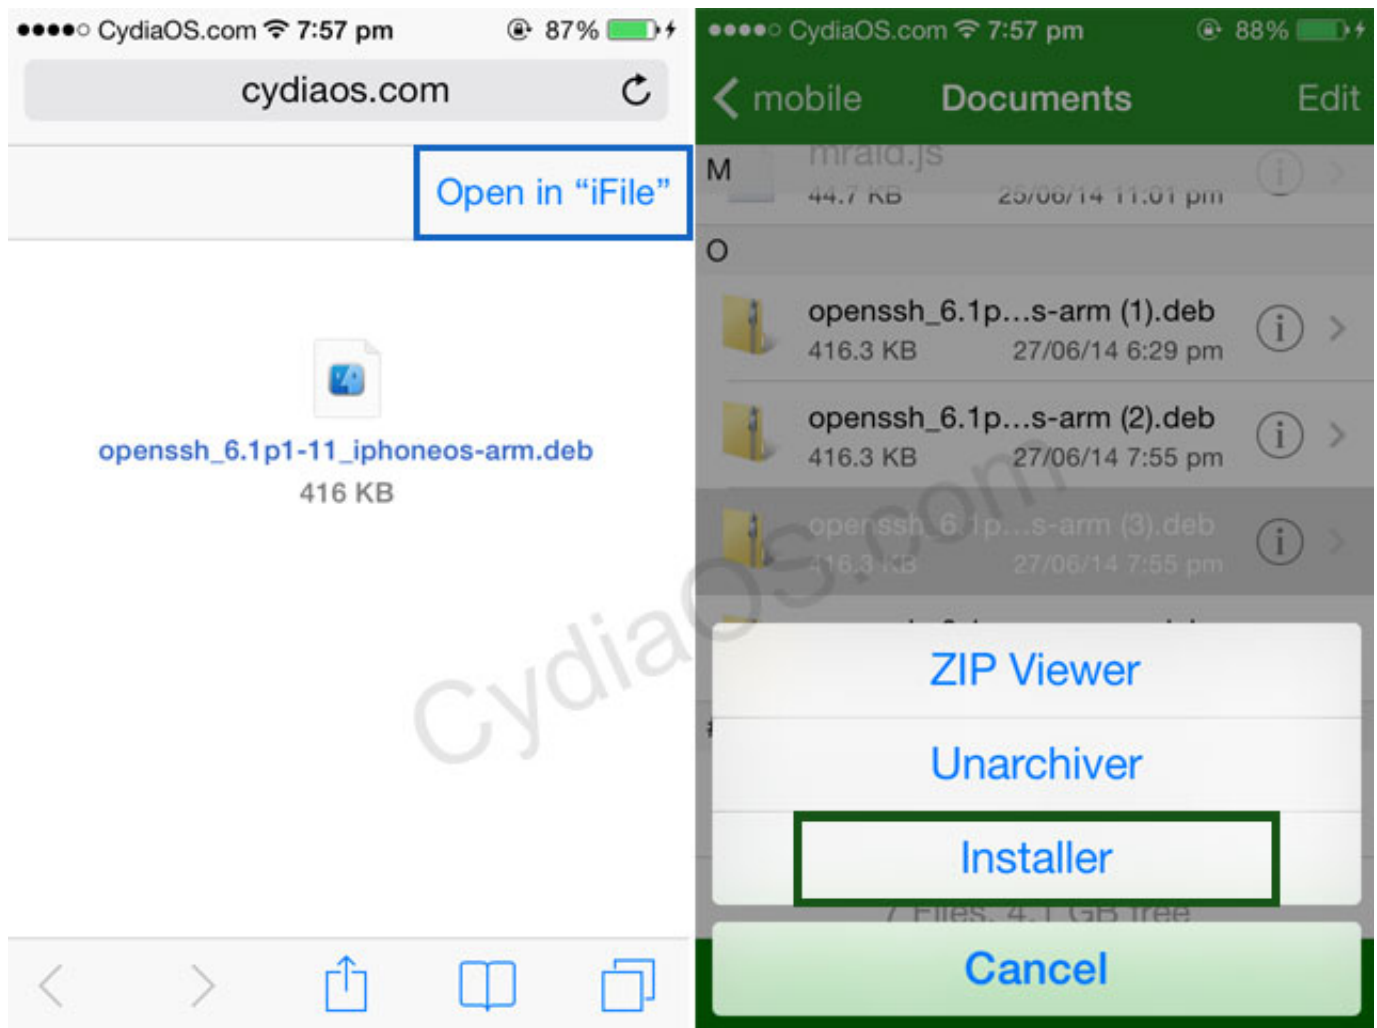 CydiaOS.com 7:57 pm 87%
cydiaos.com
Open in “iFile”
openssh_6.1p1-11_iphoneos-arm.deb
416 KB
CydiaOS.com 7:57 pm 88%
mobile Documents Edit
M
mraid.js
44.7 KB 25/06/14 11:01 pm
O
openssh_6.1p...s-arm (1).deb
416.3 KB 27/06/14 6:29 pm
openssh_6.1p...s-arm (2).deb
416.3 KB 27/06/14 7:55 pm
openssh_6.1p...s-arm (3).deb
416.3 KB 27/06/14 7:55 pm
ZIP Viewer
Unarchiver
Installer
7 Files, 4.1 GB free
Cancel
CydiaOS.com